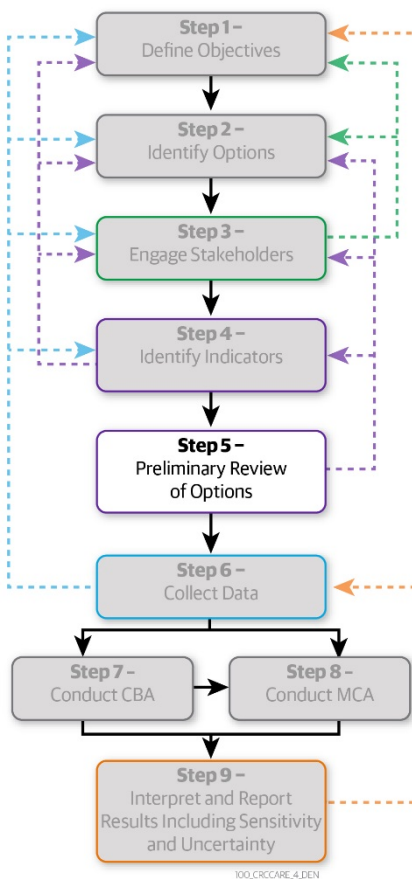 Step 1 –
Define Objectives
Step 2 –
Identify Options
Step 3 –
Engage Stakeholders
Step 4 –
Identify Indicators
Step 5 –
Preliminary Review
of Options
Step 6 –
Collect Data
Step 7 –
Conduct CBA
Step 8 –
Conduct MCA
Step 9 –
Interpret and Report
Results Including Sensitivity
and Uncertainty
100_CRCCARE_4_DEN